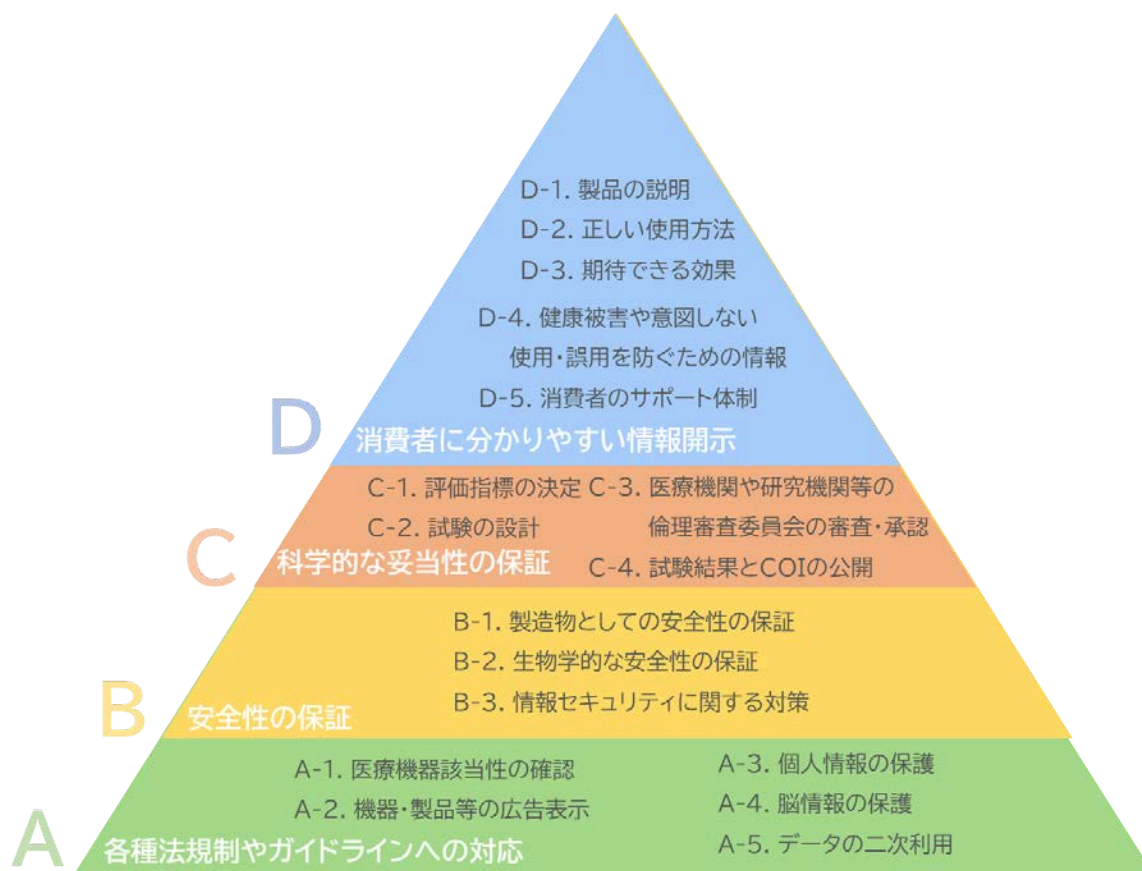 D-1. 製品の説明
D-2. 正しい使用方法
D-3. 期待できる効果
D-4. 健康被害や意図しない
使用・誤用を防ぐための情報
D-5. 消費者のサポート体制
D
消費者に分かりやすい情報開示
C-1. 評価指標の決定
C-2. 試験の設計
C-3. 医療機関や研究機関等の
倫理審査委員会の審査・承認
C-4. 試験結果とCOIの公開
C
科学的な妥当性の保証
B-1. 製造物としての安全性の保証
B-2. 生物学的な安全性の保証
B-3. 情報セキュリティに関する対策
B
安全性の保証
A-1. 医療機器該当性の確認
A-2. 機器・製品等の広告表示
A-3. 個人情報の保護
A-4. 脳情報の保護
A-5. データの二次利用
A
各種法規制やガイドラインへの対応